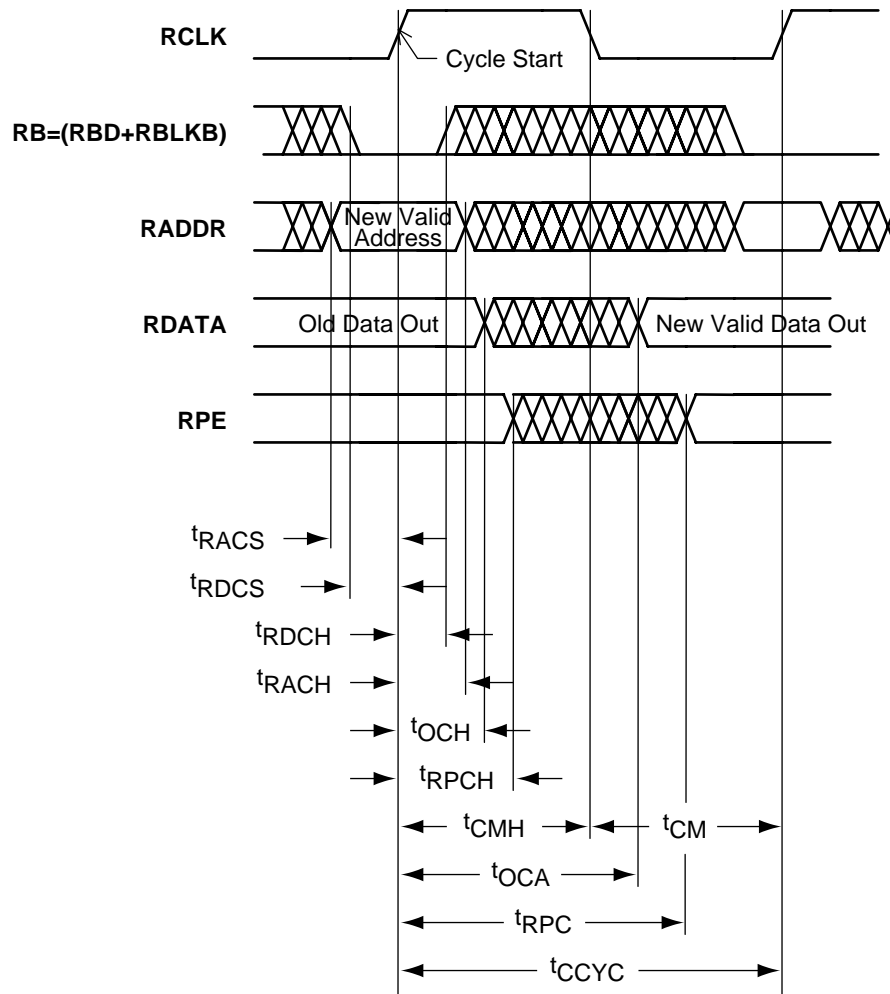 RCLK
Cycle Start
RB=(RBD+RBLKB)
RADDR
New Valid
Address
RDATA
Old Data Out
New Valid Data Out
RPE
tRACS
tRDCS
tRDCH
tRACH
tOCH
tRPCH
tCMH
tCM
tOCA
tRPC
tCCYC